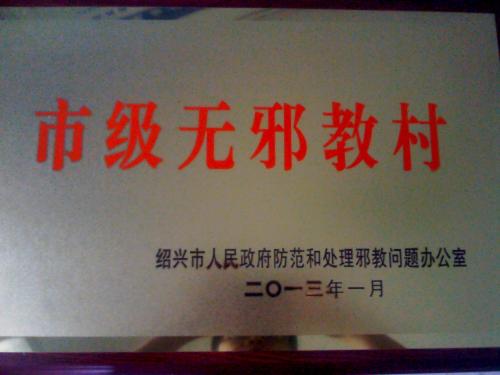 市级无邪教村
绍兴市人民政府防范和处理邪教问题办公室
二〇一三年一月